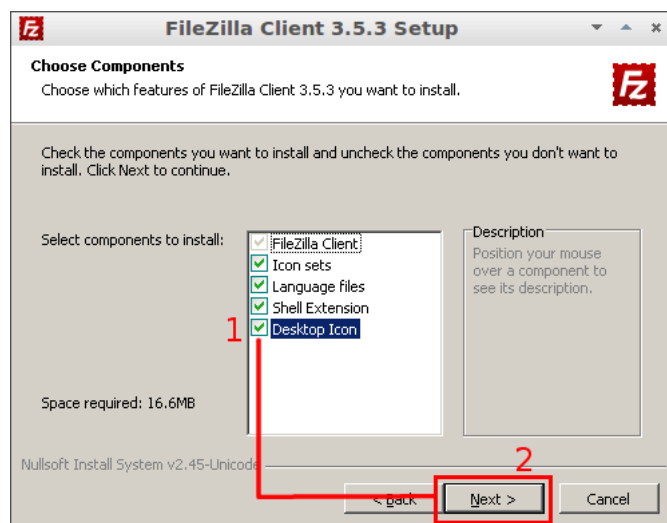 FileZilla Client 3.5.3 Setup
Choose Components
Choose which features of FileZilla Client 3.5.3 you want to install.
Fz
Check the components you want to install and uncheck the components you don't want to
install. Click Next to continue.
Select components to install:
FileZilla Client
Icon sets
Language files
Shell Extension
Desktop Icon
1
Description
Position your mouse
over a component to
see its description.
Space required: 16.6MB
Nullsoft Install System v2.45-Unicode
2
< Back
Next >
Cancel